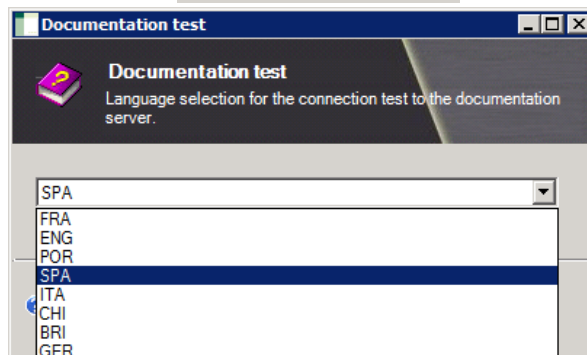 Documentation test
Documentation test
Language selection for the connection test to the documentation
server.
SPA
FRA
ENG
POR
SPA
ITA
CHI
BRI
GER